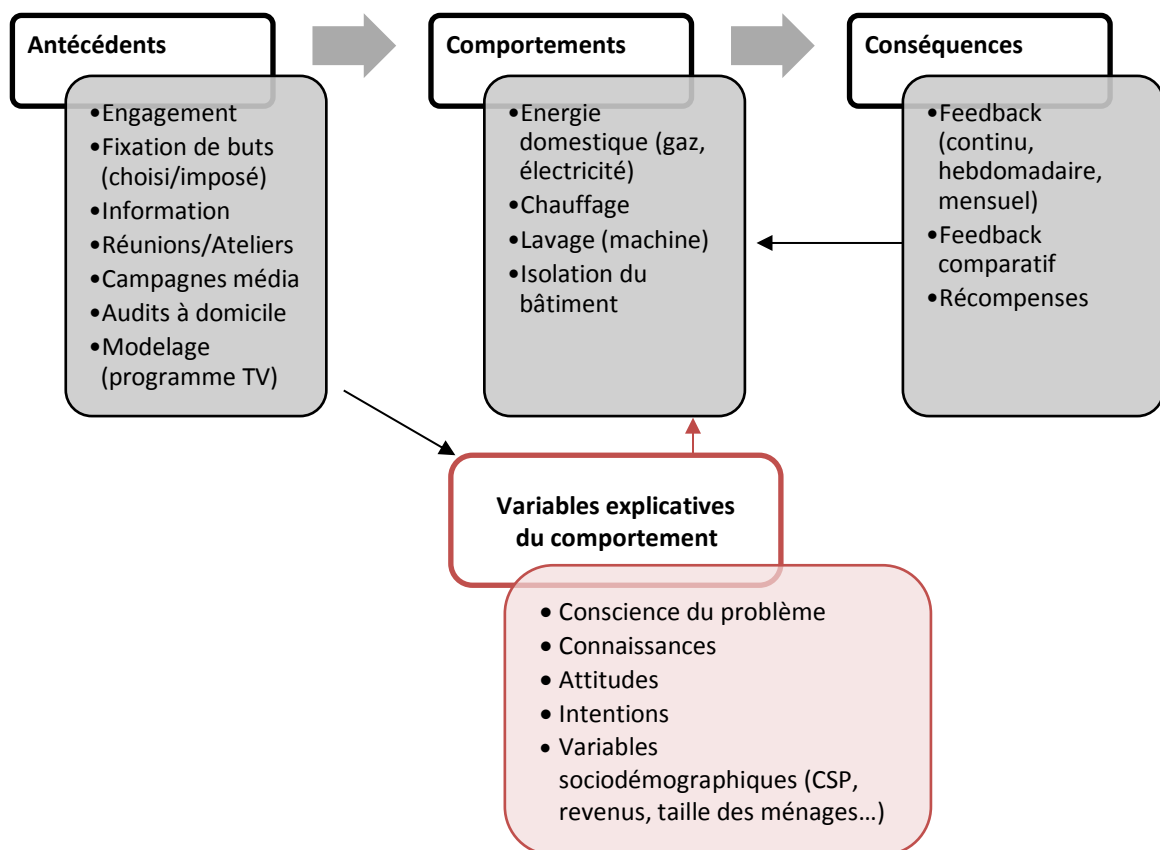 Antécédents
•Engagement
•Fixation de buts
(choisi/imposé)
•Information
•Réunions/Ateliers
•Campagnes média
•Audits à domicile
•Modelage
(programme TV)
Comportements
•Energie
domestique (gaz,
électricité)
•Chauffage
•Lavage (machine)
•Isolation du
bâtiment
Conséquences
•Feedback
(continu,
hebdomadaire,
mensuel)
•Feedback
comparatif
•Récompenses
Variables explicatives
du comportement
• Conscience du problème
• Connaissances
• Attitudes
• Intentions
• Variables
sociodémographiques (CSP,
revenus, taille des ménages…)